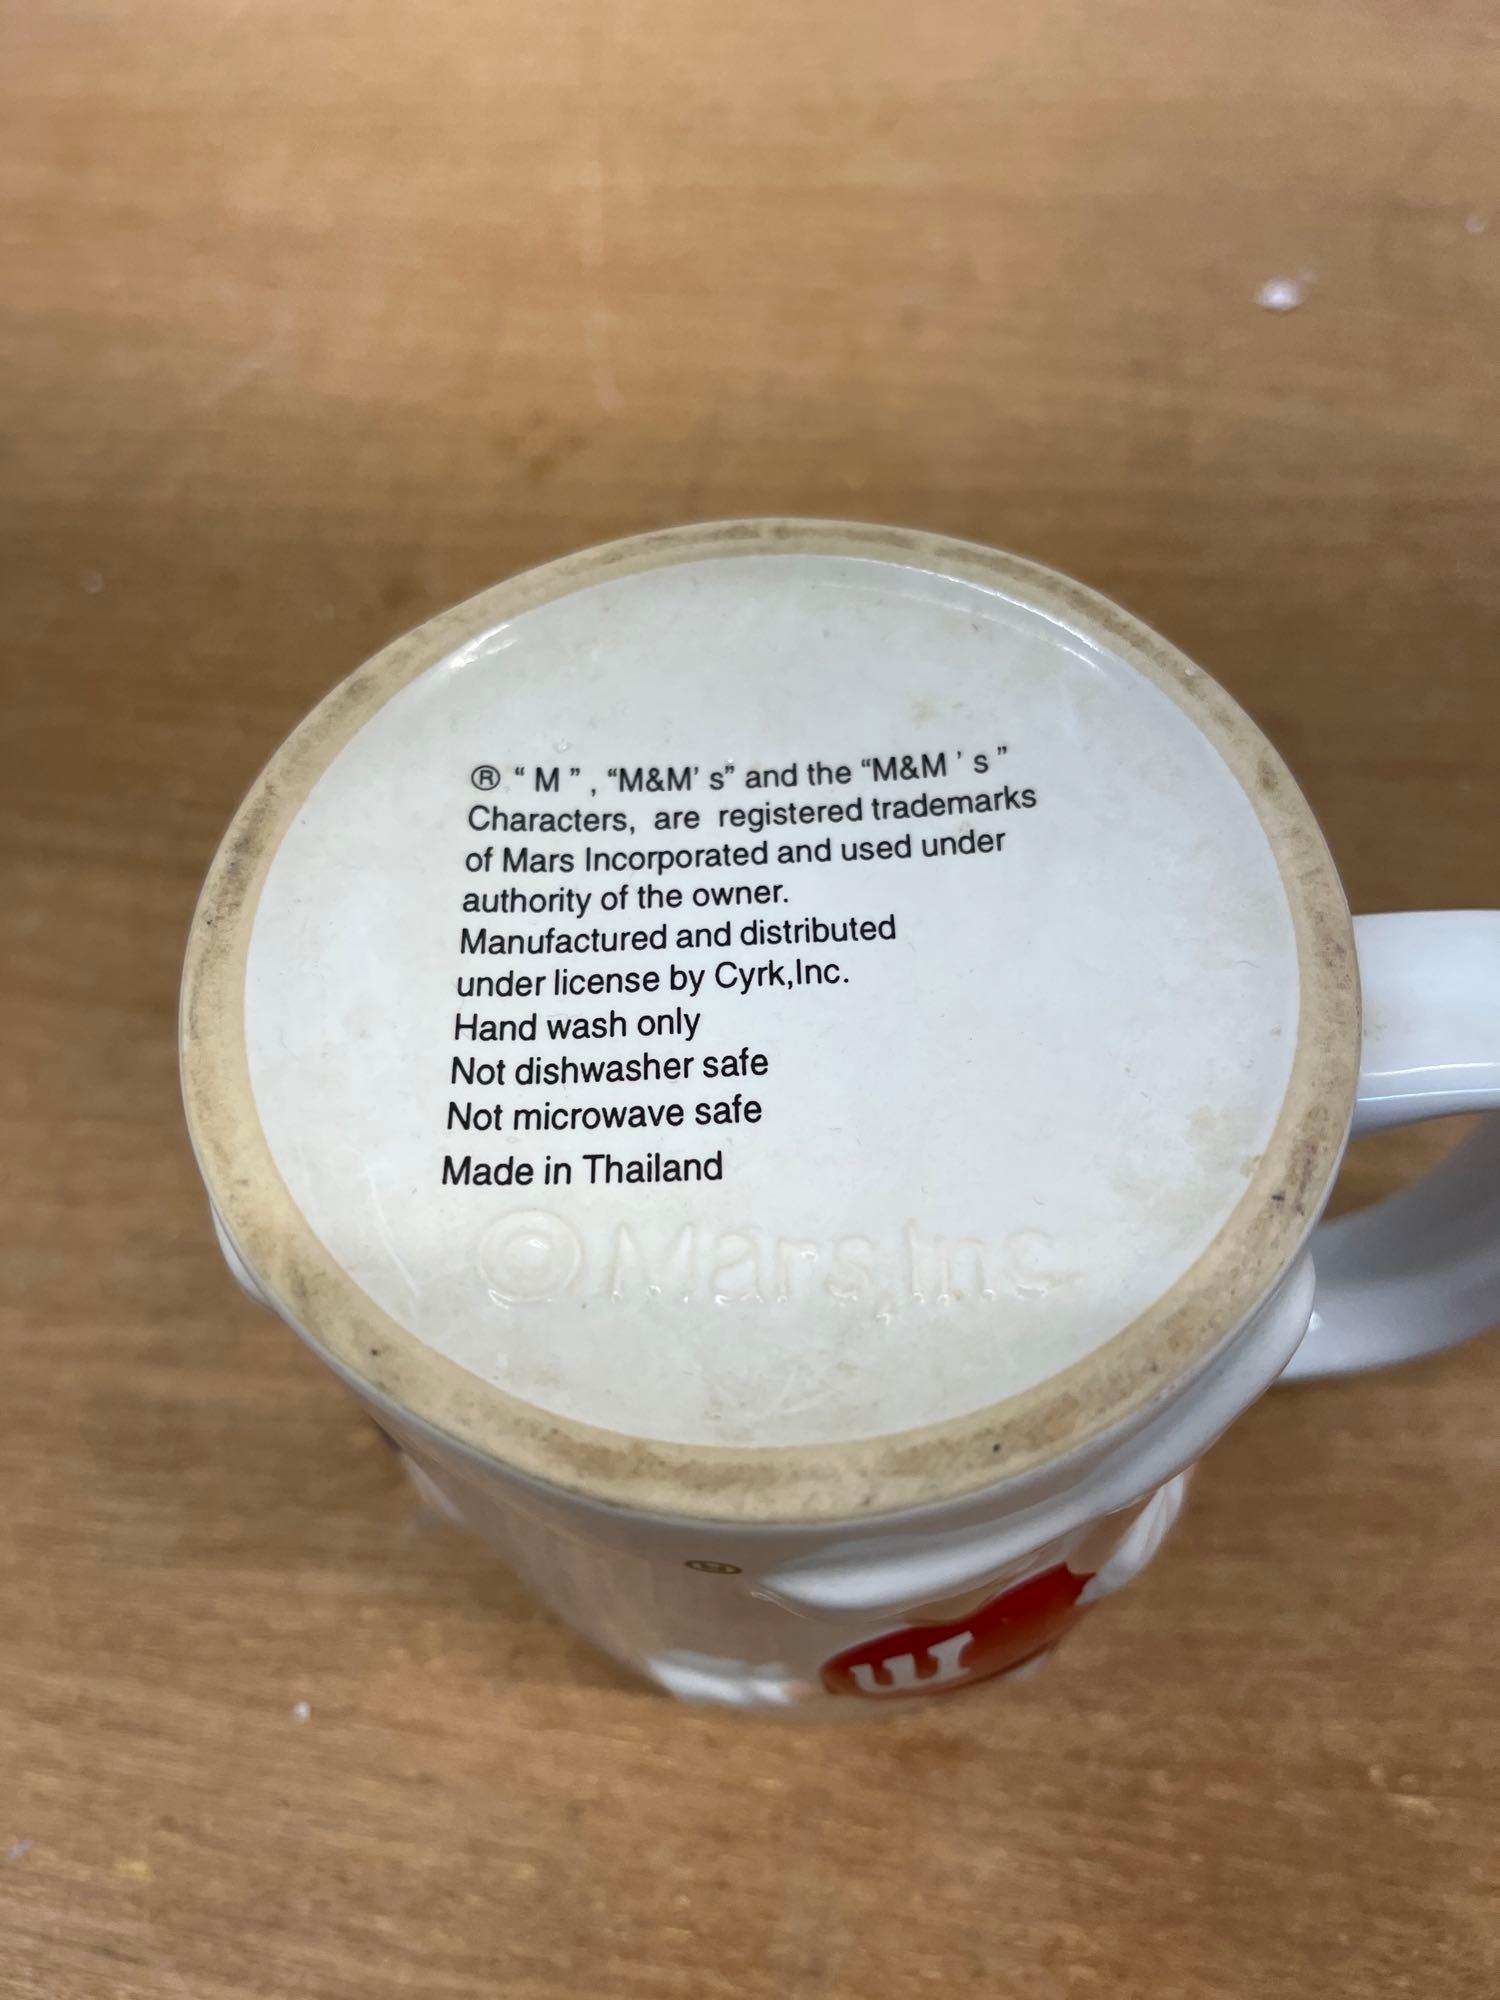 ® “ M ” , “M&M’ s” and the “M&M ’ s ”
Characters, are registered trademarks
of Mars Incorporated and used under
authority of the owner.
Manufactured and distributed
under license by Cyrk,Inc.
Hand wash only
Not dishwasher safe
Not microwave safe
Made in Thailand
© Mars,Inc.
®
m